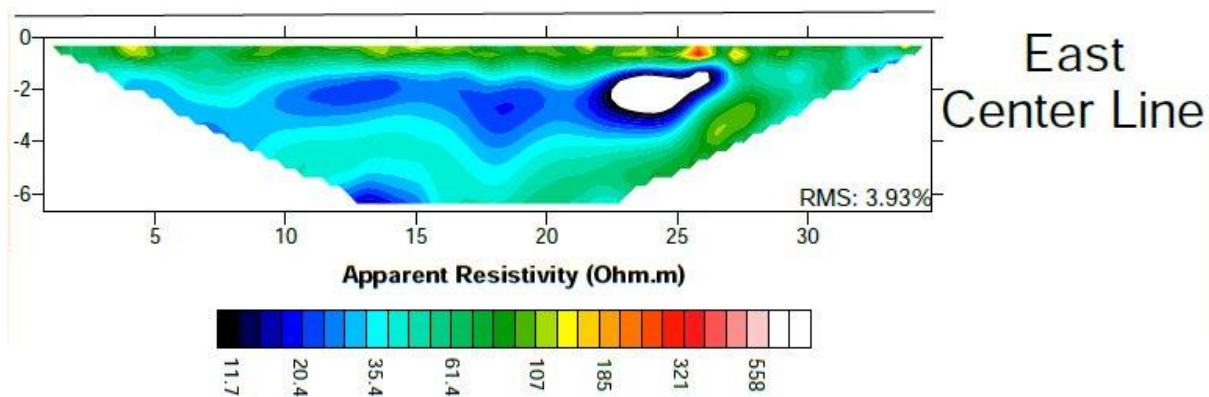 East
Center Line
0
-2
-4
-6
RMS: 3.93%
5 10 15 20 25 30
Apparent Resistivity (Ohm.m)
11.7 20.4 35.4 61.4 107 185 321 558